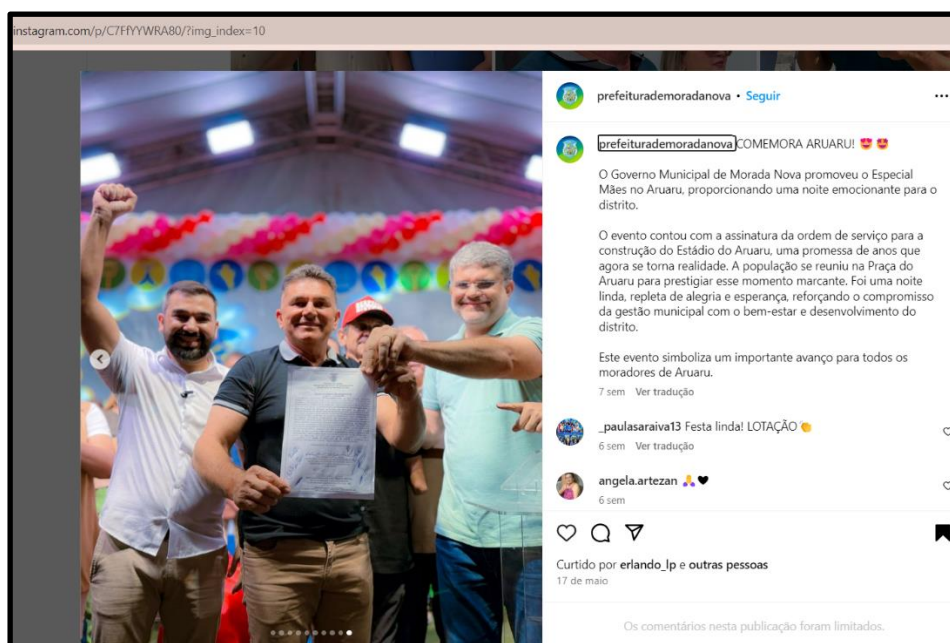 instagram.com/p/C7FfYYWRA80/?img_index=10
prefeiturademoradanova • Seguir
prefeiturademoradanova COMEMORA ARUARU! 🤩 🤩
O Governo Municipal de Morada Nova promoveu o Especial
Mães no Aruaru, proporcionando uma noite emocionante para o
distrito.
O evento contou com a assinatura da ordem de serviço para a
construção do Estádio do Aruaru, uma promessa de anos que
agora se torna realidade. A população se reuniu na Praça do
Aruaru para prestigiar esse momento marcante. Foi uma noite
linda, repleta de alegria e esperança, reforçando o compromisso
da gestão municipal com o bem-estar e desenvolvimento do
distrito.
Este evento simboliza um importante avanço para todos os
moradores de Aruaru.
7 sem Ver tradução
_paulasaraiva13 Festa linda! LOTAÇÃO 👏
6 sem Ver tradução
angela.artezan 🙏🖤
6 sem
Curtido por erlando_lp e outras pessoas
17 de maio
Os comentários nesta publicação foram limitados.